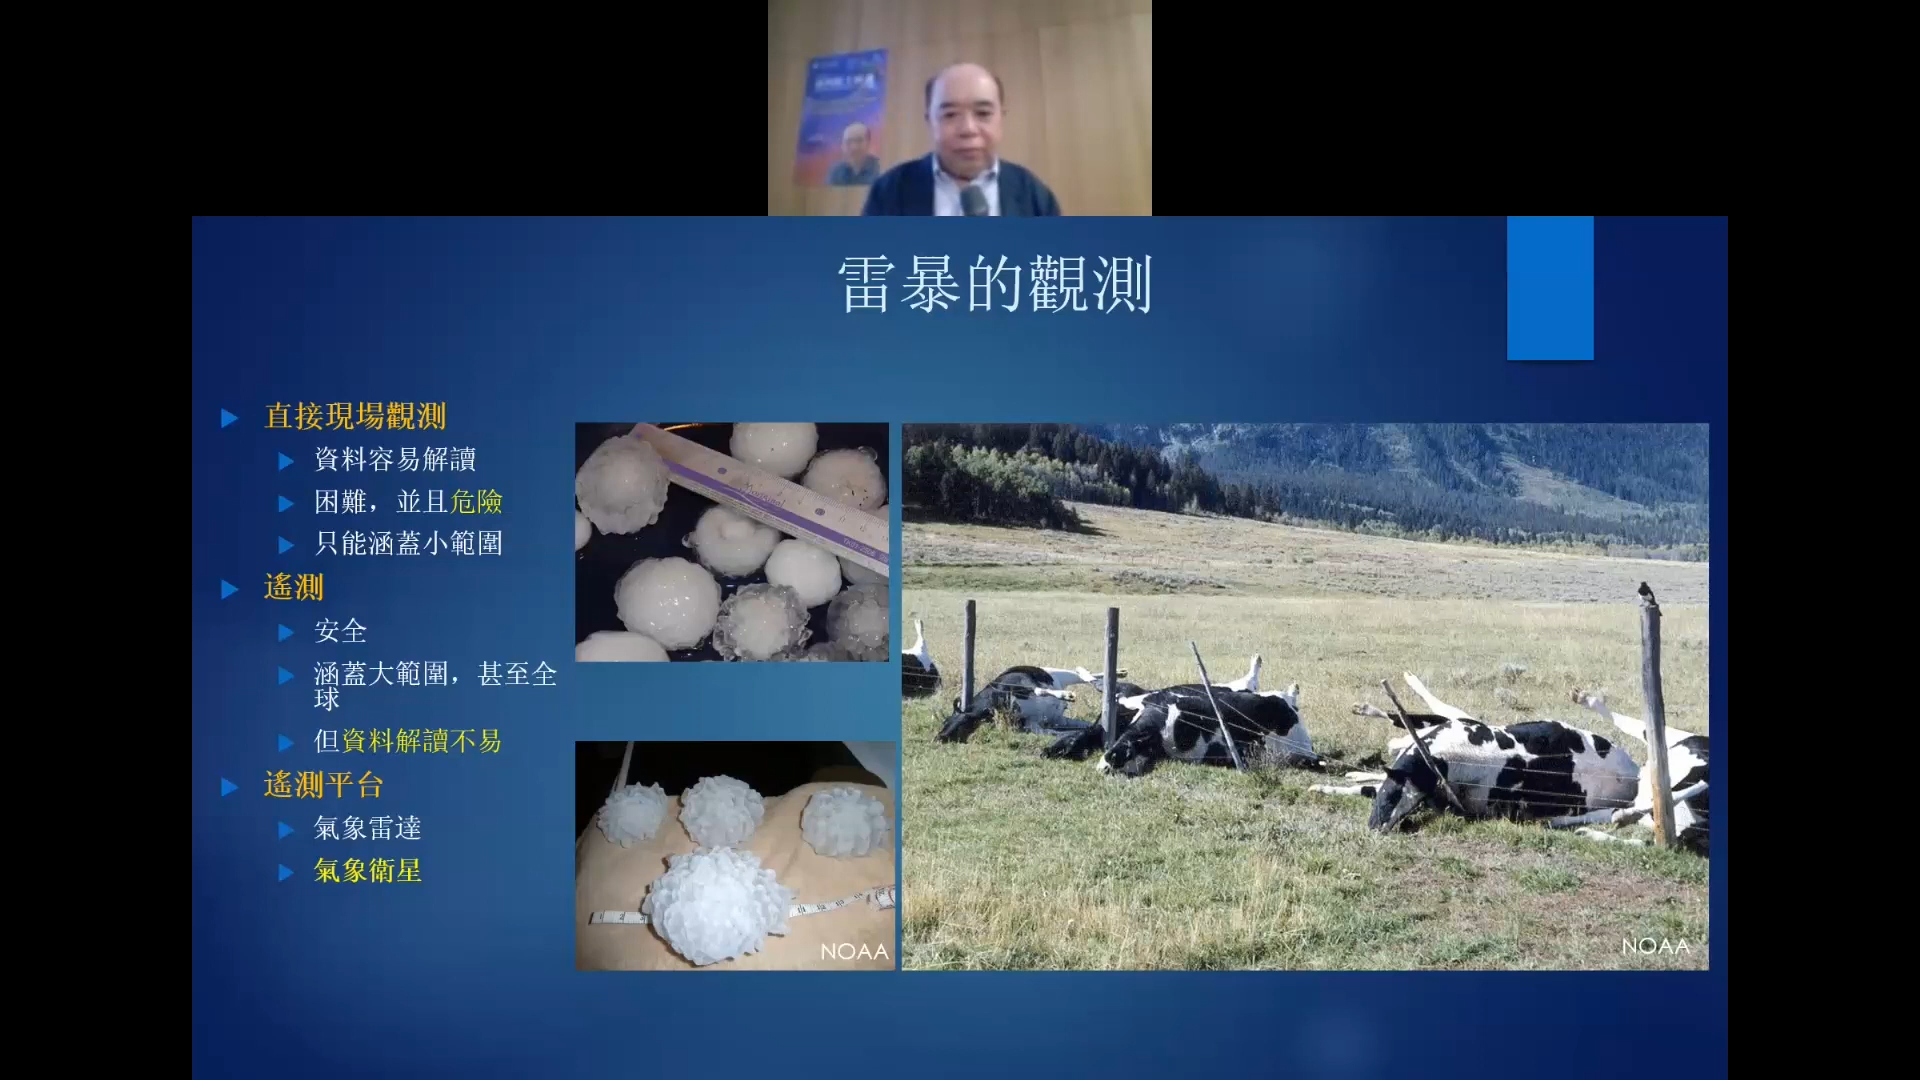 雷暴的觀測
直接現場觀測
資料容易解讀
困難，並且危險
只能涵蓋小範圍
遙測
安全
涵蓋大範圍，甚至全
球
但資料解讀不易
遙測平台
氣象雷達
氣象衛星
NOAA
NOAA